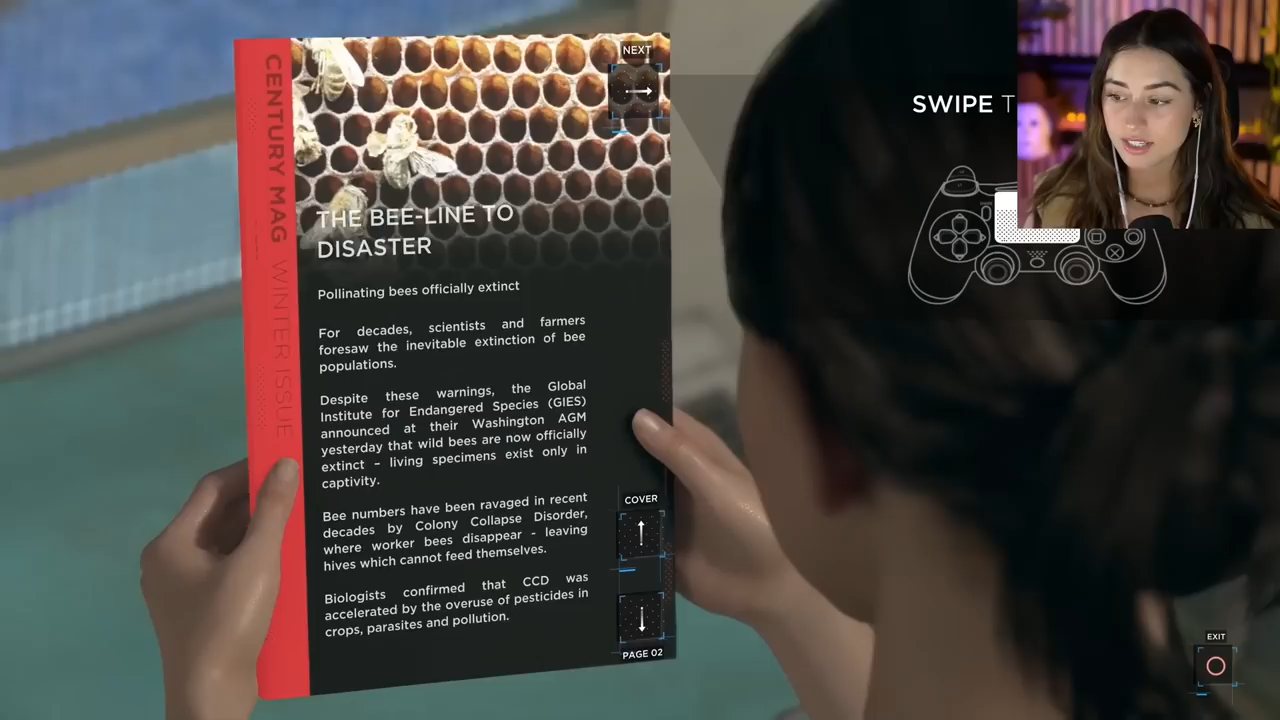 CENTURY MAG WINTER ISSUE
NEXT
THE BEE-LINE TO
DISASTER
Pollinating bees officially extinct
For decades, scientists and farmers
foresaw the inevitable extinction of bee
populations.
Despite these warnings, the Global
Institute for Endangered Species (GIES)
announced at their Washington AGM
yesterday that wild bees are now officially
extinct – living specimens exist only in
captivity.
Bee numbers have been ravaged in recent
decades by Colony Collapse Disorder,
where worker bees disappear - leaving
hives which cannot feed themselves.
Biologists confirmed that CCD was
accelerated by the overuse of pesticides in
crops, parasites and pollution.
COVER
PAGE 02
SWIPE T
EXIT